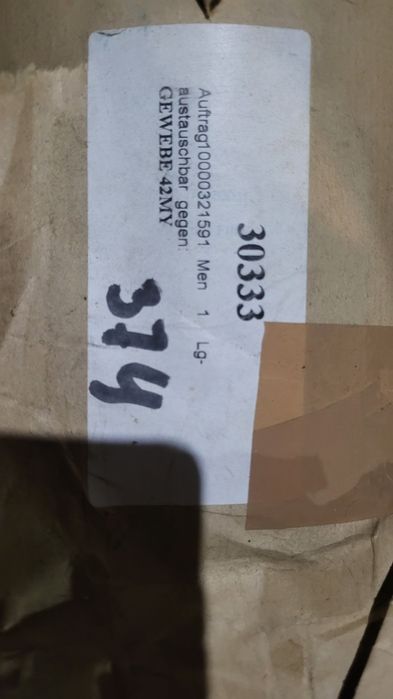 30333
Auftrag10000321591 Men 1 Lg-
austauschbar gegen:
GEWEBE 42MY
374